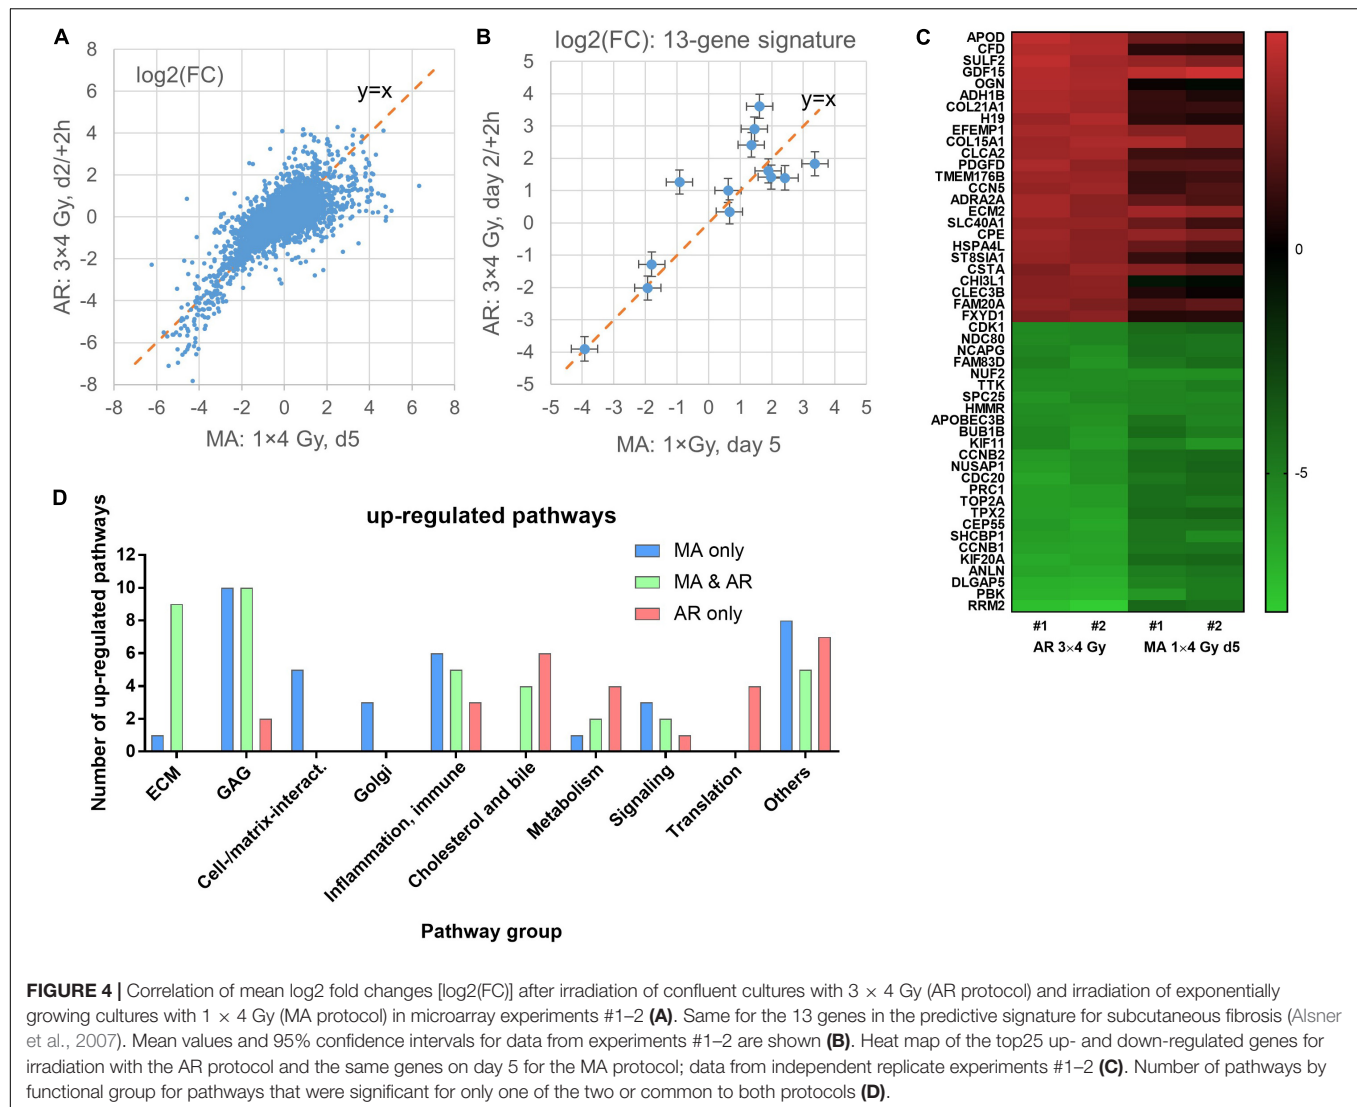 A
log2(FC)
y=x
8
6
4
2
0
-2
-4
-6
-8
-8 -6 -4 -2 0 2 4 6 8
AR: 3×4 Gy, d2/+2h
MA: 1×4 Gy, d5
B
log2(FC): 13-gene signature
y=x
5
4
3
2
1
0
-1
-2
-3
-4
-5
-5 -4 -3 -2 -1 0 1 2 3 4 5
AR: 3×4 Gy, day 2/+2h
MA: 1×Gy, day 5
C
APOD
CFD
SULF2
GDF15
OGN
ADH1B
COL21A1
H19
EFEMP1
COL15A1
CLCA2
PDGFD
TMEM176B
CCN5
ADRA2A
ECM2
SLC40A1
CPE
HSPA4L
ST8SIA1
CSTA
CHI3L1
CLEC3B
FAM20A
FXYD1
CDK1
NDC80
NCAPG
FAM83D
NUF2
TTK
SPC25
HMMR
APOBEC3B
BUB1B
KIF11
CCNB2
NUSAP1
CDC20
PRC1
TOP2A
TPX2
CEP55
SHCBP1
CCNB1
KIF20A
ANLN
DLGAP5
PBK
RRM2
#1 #2 #1 #2
AR 3×4 Gy MA 1×4 Gy d5
0
-5
D
up-regulated pathways
MA only
MA & AR
AR only
12
10
8
6
4
2
0
Number of up-regulated pathways
ECM
GAG
Cell-/matrix-interact.
Golgi
Inflammation, immune
Cholesterol and bile
Metabolism
Signaling
Translation
Others
Pathway group
FIGURE 4 | Correlation of mean log2 fold changes [log2(FC)] after irradiation of confluent cultures with 3 × 4 Gy (AR protocol) and irradiation of exponentially
growing cultures with 1 × 4 Gy (MA protocol) in microarray experiments #1–2 (A). Same for the 13 genes in the predictive signature for subcutaneous fibrosis (Alsner
et al., 2007). Mean values and 95% confidence intervals for data from experiments #1–2 are shown (B). Heat map of the top25 up- and down-regulated genes for
irradiation with the AR protocol and the same genes on day 5 for the MA protocol; data from independent replicate experiments #1–2 (C). Number of pathways by
functional group for pathways that were significant for only one of the two or common to both protocols (D).